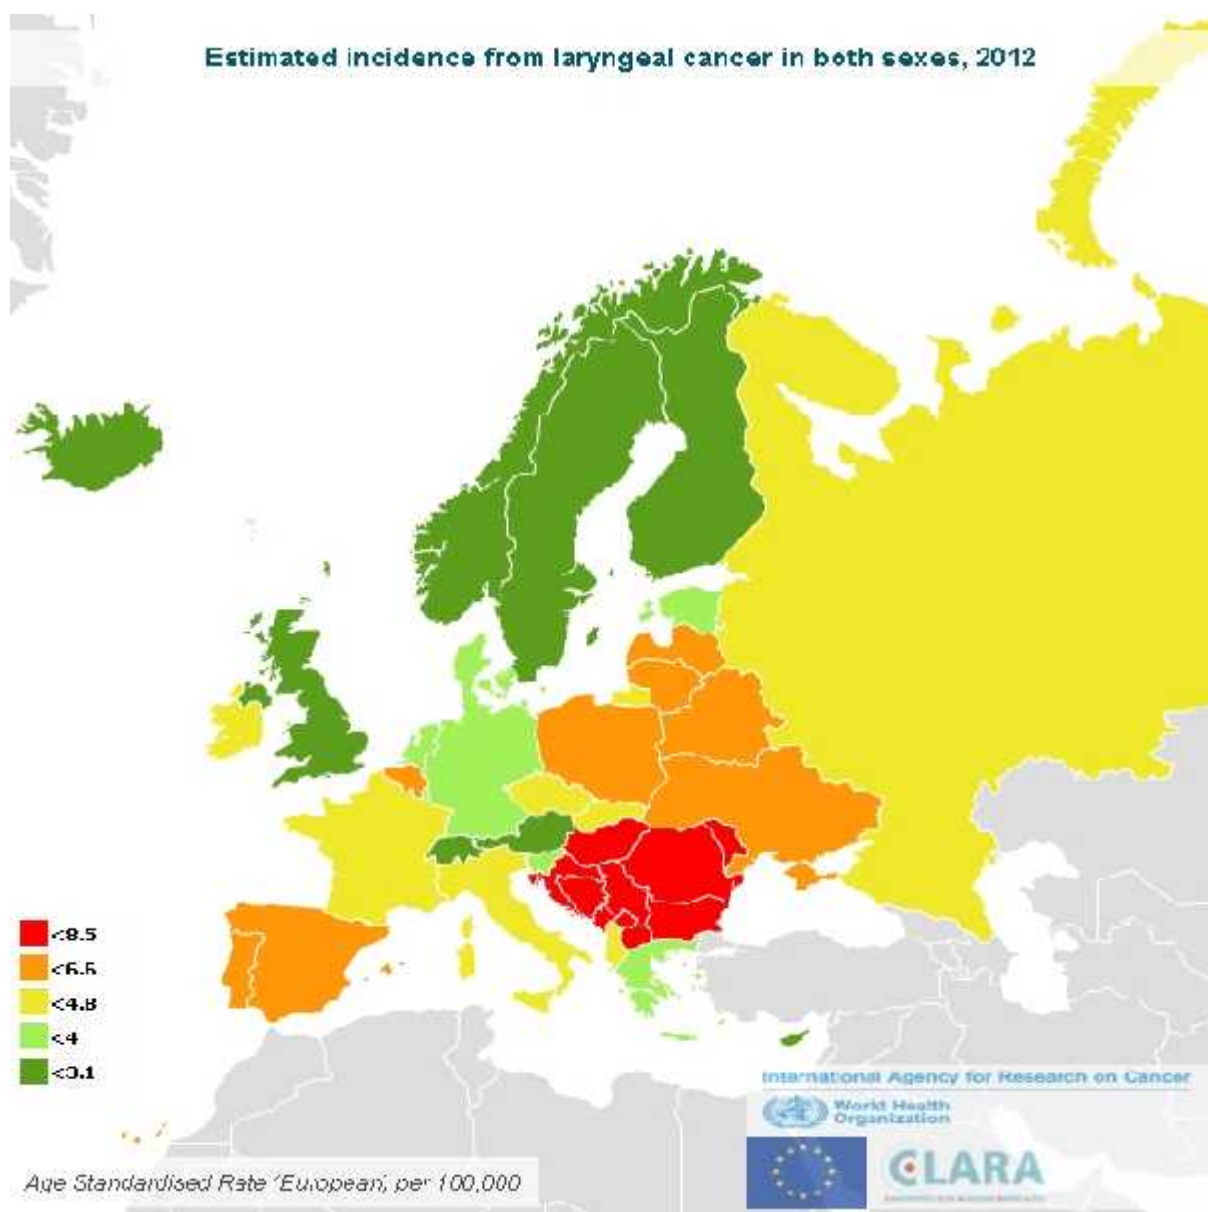 Estimated incidence from laryngeal cancer in both sexes, 2012
<8.5
<6.6
<4.8
<4
<3.1
International Agency for Research on Cancer
World Health
Organization
CLARA
Age Standardised Rate (European) per 100,000